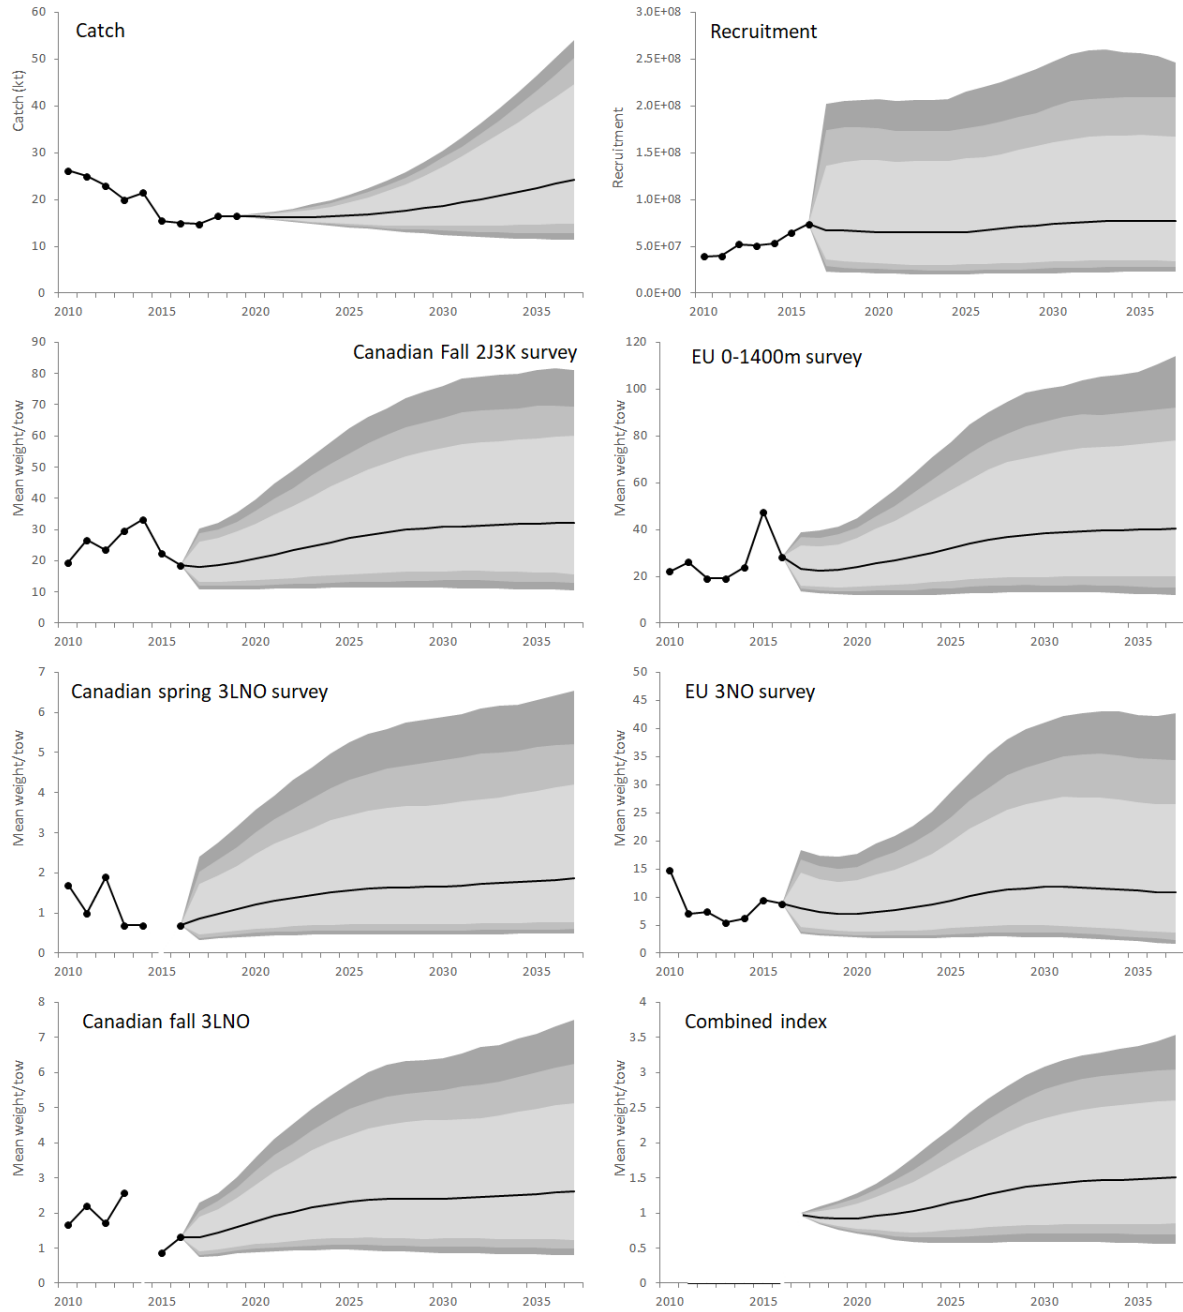 Catch
Catch (kt)
60
50
40
30
20
10
0
2010 2015 2020 2025 2030 2035
Recruitment
Recruitment
3.0E+08
2.5E+08
2.0E+08
1.5E+08
1.0E+08
5.0E+07
0.0E+00
2010 2015 2020 2025 2030 2035
Canadian Fall 2J3K survey
Mean weight/tow
90
80
70
60
50
40
30
20
10
0
2010 2015 2020 2025 2030 2035
EU 0-1400m survey
Mean weight/tow
120
100
80
60
40
20
0
2010 2015 2020 2025 2030 2035
Canadian spring 3LNO survey
Mean weight/tow
7
6
5
4
3
2
1
0
2010 2015 2020 2025 2030 2035
EU 3NO survey
Mean weight/tow
50
45
40
35
30
25
20
15
10
5
0
2010 2015 2020 2025 2030 2035
Canadian fall 3LNO
Mean weight/tow
8
7
6
5
4
3
2
1
0
2010 2015 2020 2025 2030 2035
Combined index
Mean weight/tow
4
3.5
3
2.5
2
1.5
1
0.5
0
2010 2015 2020 2025 2030 2035